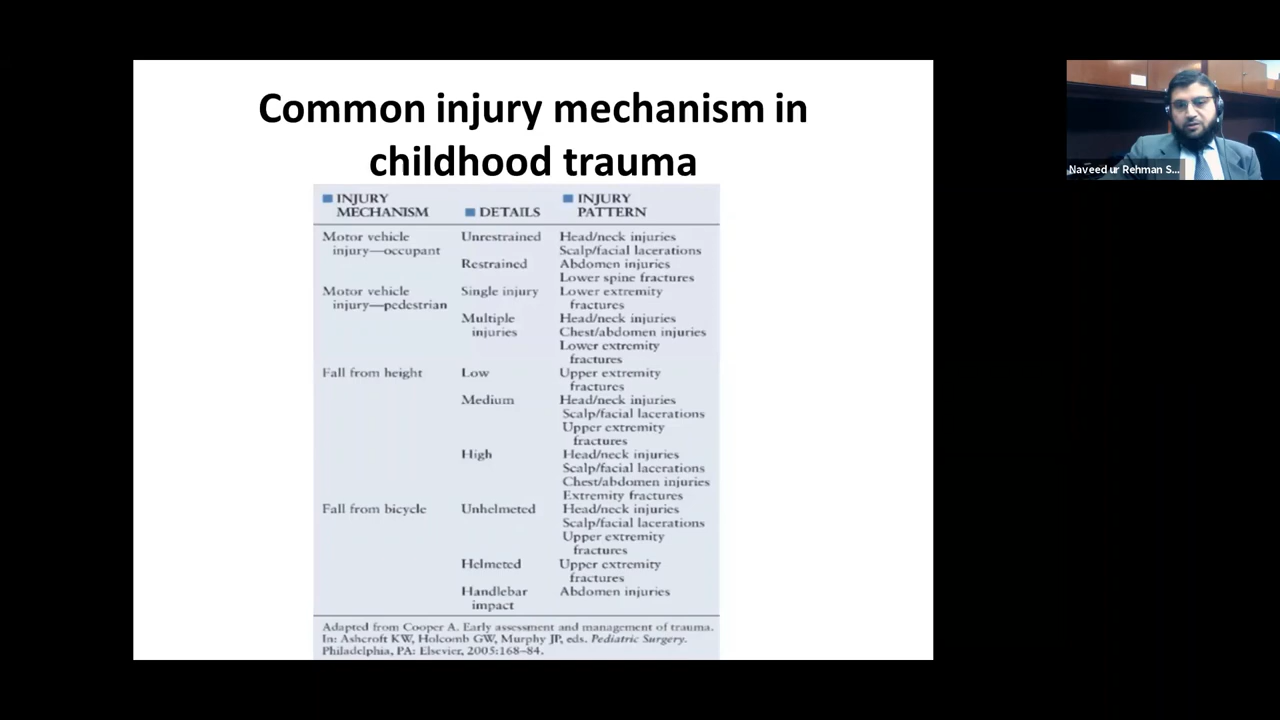 Common injury mechanism in
childhood trauma
INJURY MECHANISM DETAILS INJURY PATTERN
Motor vehicle injury—occupant Unrestrained Head/neck injuries
Scalp/facial lacerations
Restrained Abdomen injuries
Lower spine fractures
Motor vehicle injury—pedestrian Single injury Lower extremity fractures
Multiple injuries Head/neck injuries
Chest/abdomen injuries
Lower extremity fractures
Fall from height Low Upper extremity fractures
Medium Head/neck injuries
Scalp/facial lacerations
Upper extremity fractures
High Head/neck injuries
Scalp/facial lacerations
Chest/abdomen injuries
Extremity fractures
Fall from bicycle Unhelmeted Head/neck injuries
Scalp/facial lacerations
Upper extremity fractures
Helmeted Upper extremity fractures
Handlebar impact Abdomen injuries
Adapted from Cooper A. Early assessment and management of trauma.
In: Ashcroft KW, Holcomb GW, Murphy JP, eds. Pediatric Surgery.
Philadelphia, PA: Elsevier, 2005:168–84.
Naveed ur Rehman S...